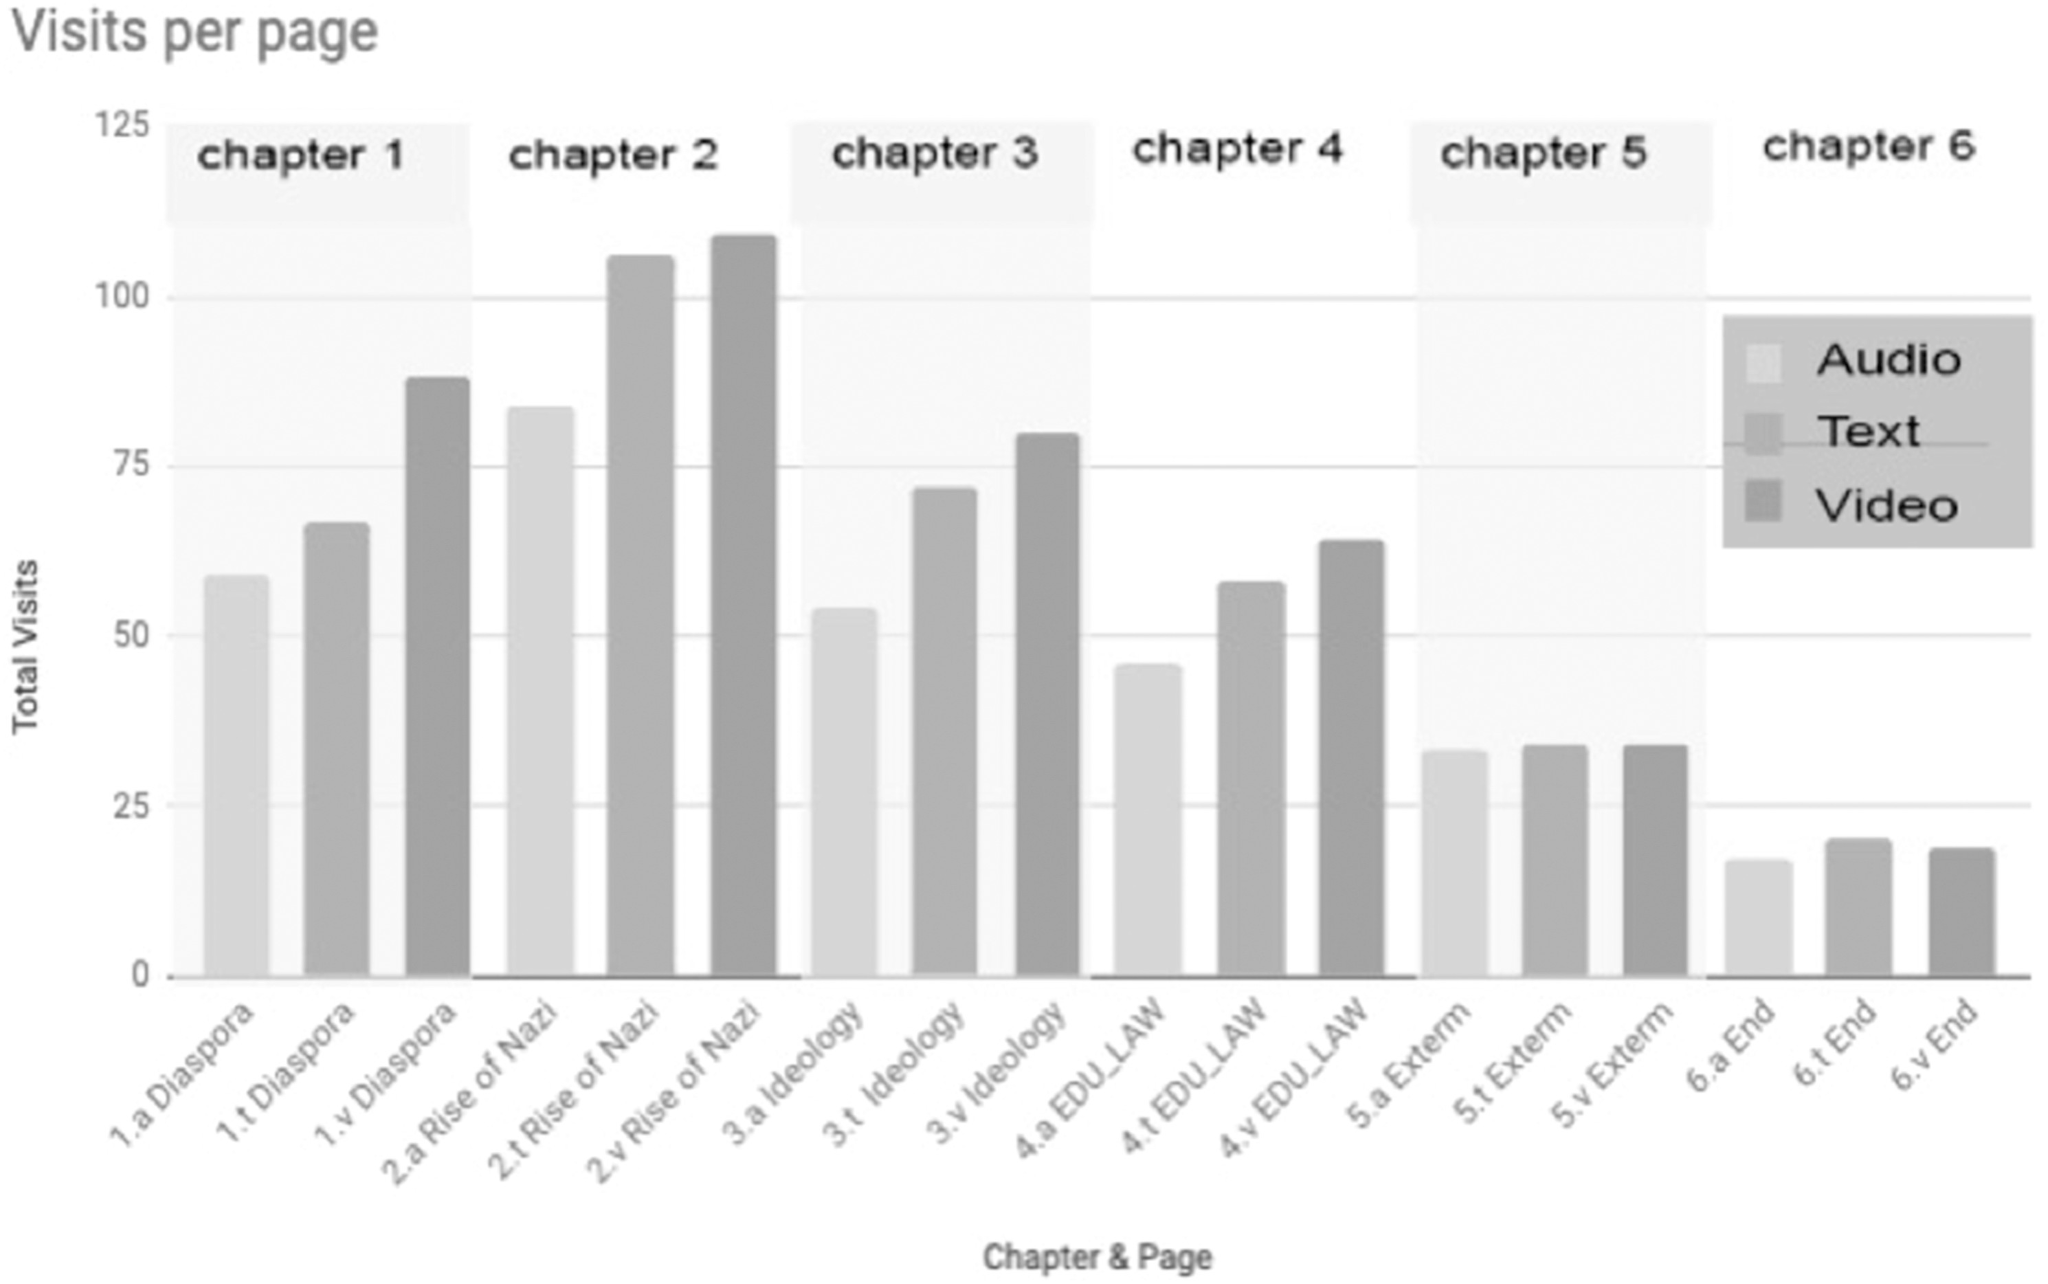 Visits per page
125
100
75
50
25
0
Total Visits
chapter 1
chapter 2
chapter 3
chapter 4
chapter 5
chapter 6
Audio
Text
Video
1.a Diaspora
1.t Diaspora
1.v Diaspora
2.a Rise of Nazi
2.t Rise of Nazi
2.v Rise of Nazi
3.a Ideology
3.t Ideology
3.v Ideology
4.a EDU_LAW
4.t EDU_LAW
4.v EDU_LAW
5.a Exterm
5.t Exterm
5.v Exterm
6.a End
6.t End
6.v End
Chapter & Page